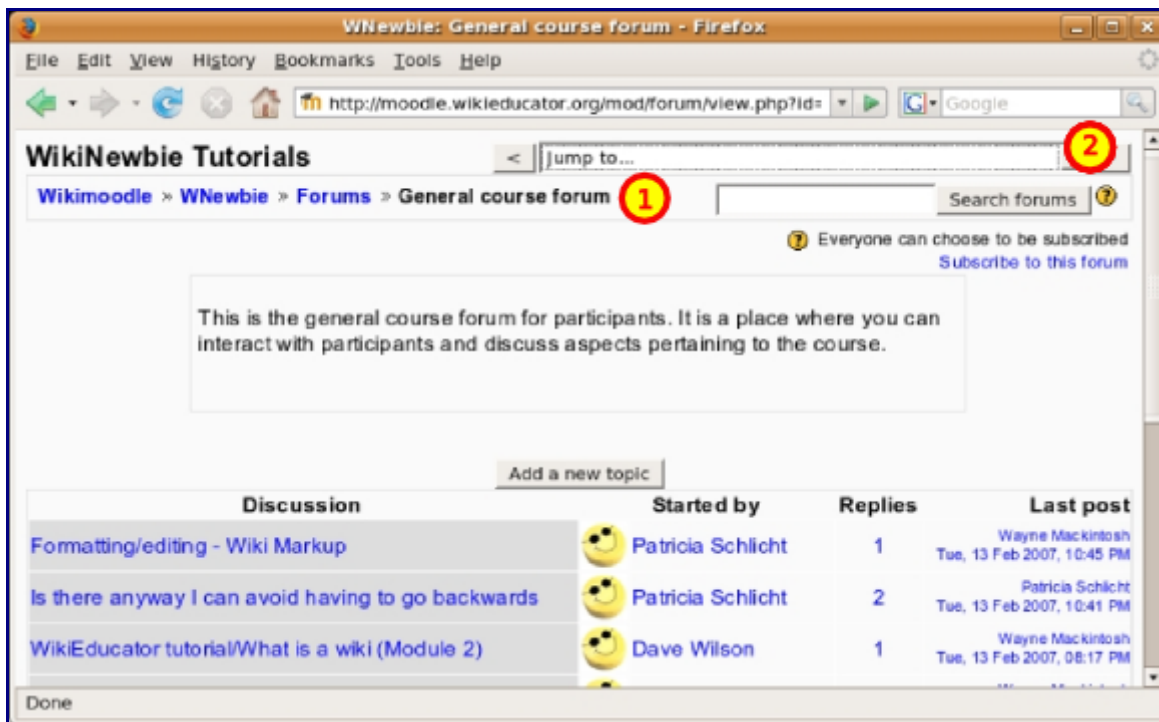 WNewbie: General course forum - Firefox
File Edit View History Bookmarks Tools Help
http://moodle.wikieducator.org/mod/forum/view.php?id= G Google
WikiNewbie Tutorials < Jump to... 2
Wikimoodle » WNewbie » Forums » General course forum 1 Search forums ?
? Everyone can choose to be subscribed
Subscribe to this forum
This is the general course forum for participants. It is a place where you can
interact with participants and discuss aspects pertaining to the course.
Add a new topic
Discussion Started by Replies Last post
Formatting/editing - Wiki Markup Patricia Schlicht 1 Wayne Mackintosh
Tue, 13 Feb 2007, 10:45 PM
Is there anyway I can avoid having to go backwards Patricia Schlicht 2 Patricia Schlicht
Tue, 13 Feb 2007, 10:41 PM
WikiEducator tutorial/What is a wiki (Module 2) Dave Wilson 1 Wayne Mackintosh
Tue, 13 Feb 2007, 08:17 PM
Done